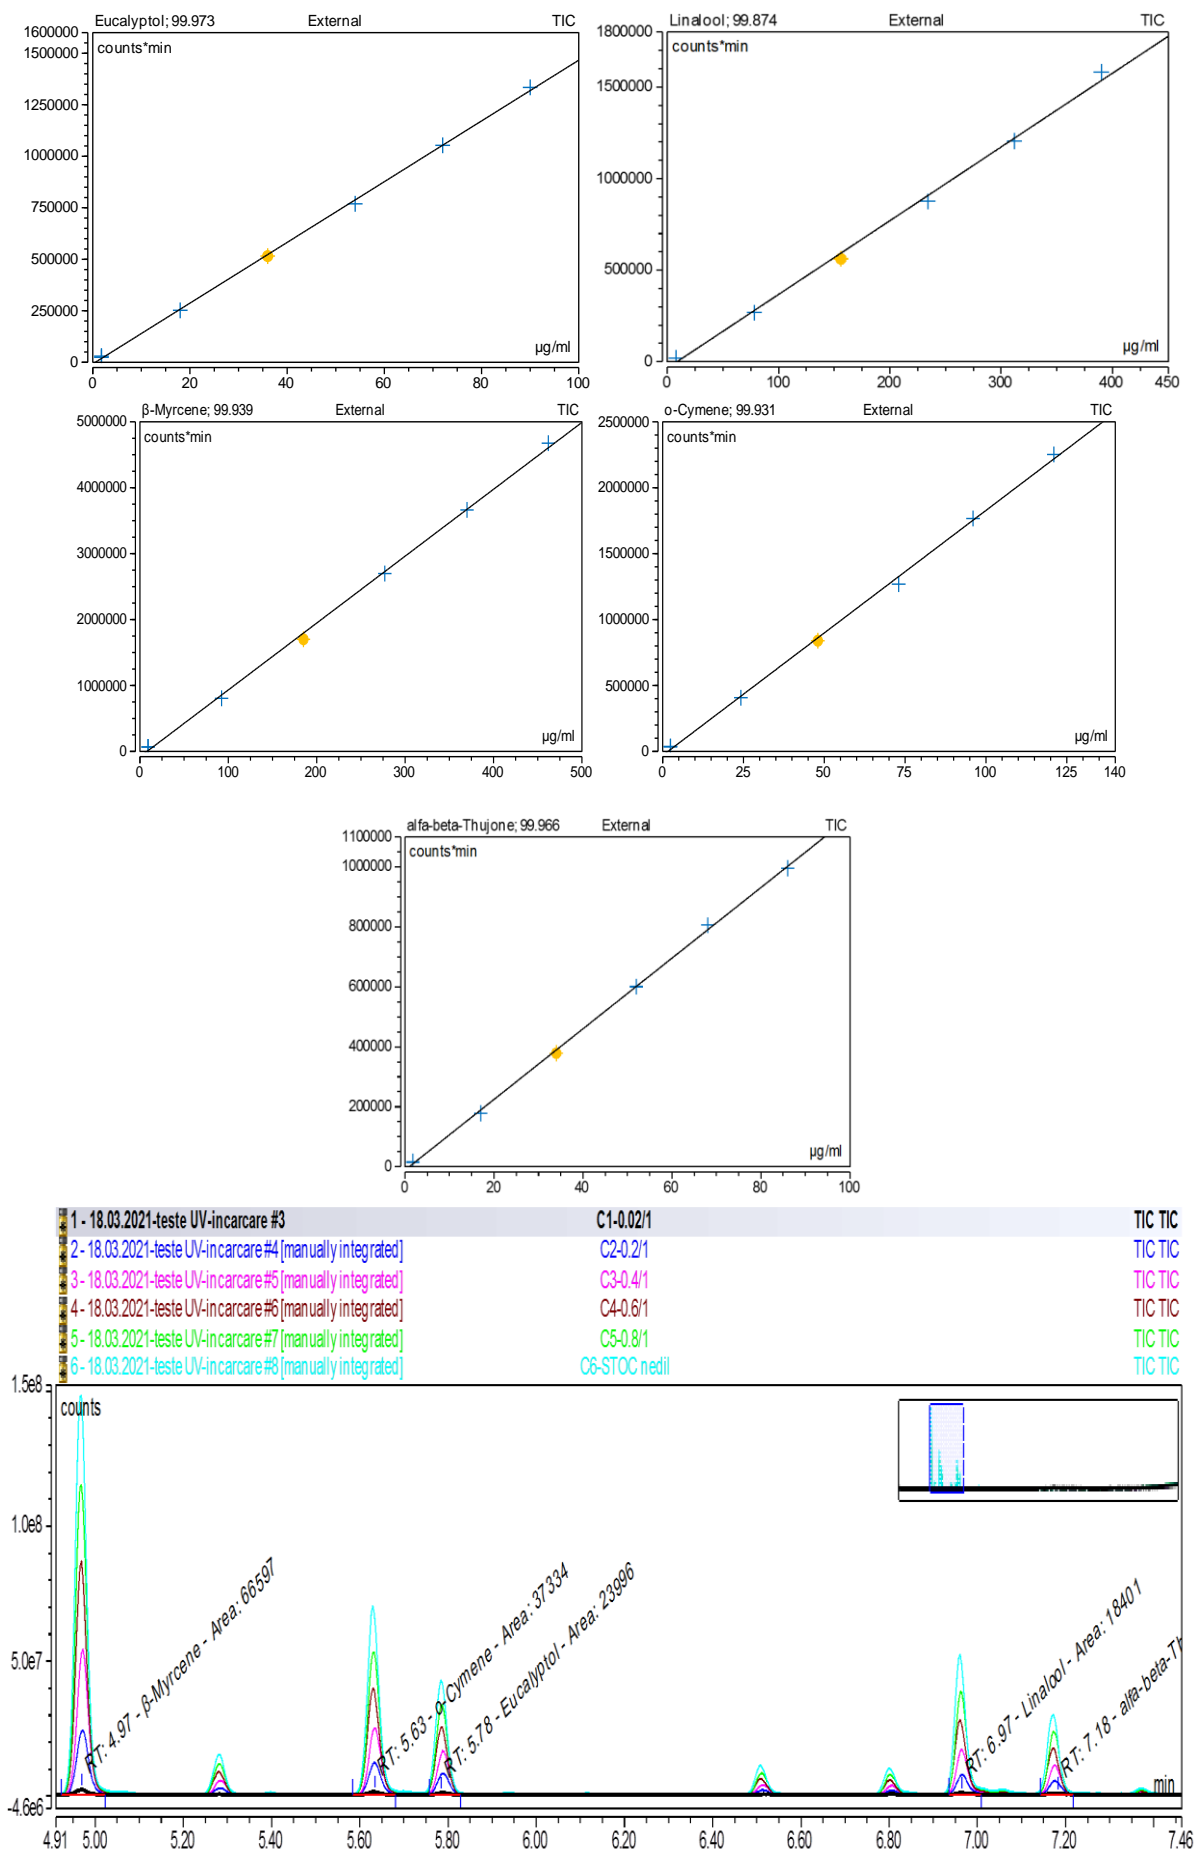 Eucalyptol; 99.973 External TIC
1600000
counts*min
1500000
1250000
1000000
750000
500000
250000
0
µg/ml
0 20 40 60 80 100
Linalool; 99.874 External TIC
1800000
counts*min
1500000
1000000
500000
0
µg/ml
0 100 200 300 400 450
β-Myrcene; 99.939 External TIC
5000000
counts*min
4000000
3000000
2000000
1000000
0
µg/ml
0 100 200 300 400 500
o-Cymene; 99.931 External TIC
2500000
counts*min
2000000
1500000
1000000
500000
0
µg/ml
0 25 50 75 100 125 140
alfa-beta-Thujone; 99.966 External TIC
1100000
counts*min
1000000
800000
600000
400000
200000
0
µg/ml
0 20 40 60 80 100
1 - 18.03.2021-teste UV-incarcare #3 C1-0.02/1 TIC TIC
2 - 18.03.2021-teste UV-incarcare #4 [manually integrated] C2-0.2/1 TIC TIC
3 - 18.03.2021-teste UV-incarcare #5 [manually integrated] C3-0.4/1 TIC TIC
4 - 18.03.2021-teste UV-incarcare #6 [manually integrated] C4-0.6/1 TIC TIC
5 - 18.03.2021-teste UV-incarcare #7 [manually integrated] C5-0.8/1 TIC TIC
6 - 18.03.2021-teste UV-incarcare #8 [manually integrated] C6-STOC nedil TIC TIC
1.5e8
counts
1.0e8
5.0e7
-4.6e6
RT: 4.97 - β-Myrcene - Area: 66597
RT: 5.63 - o-Cymene - Area: 37334
RT: 5.78 - Eucalyptol - Area: 23996
RT: 6.97 - Linalool - Area: 18401
RT: 7.18 - alfa-beta-Th
min
4.91 5.00 5.20 5.40 5.60 5.80 6.00 6.20 6.40 6.60 6.80 7.00 7.20 7.46